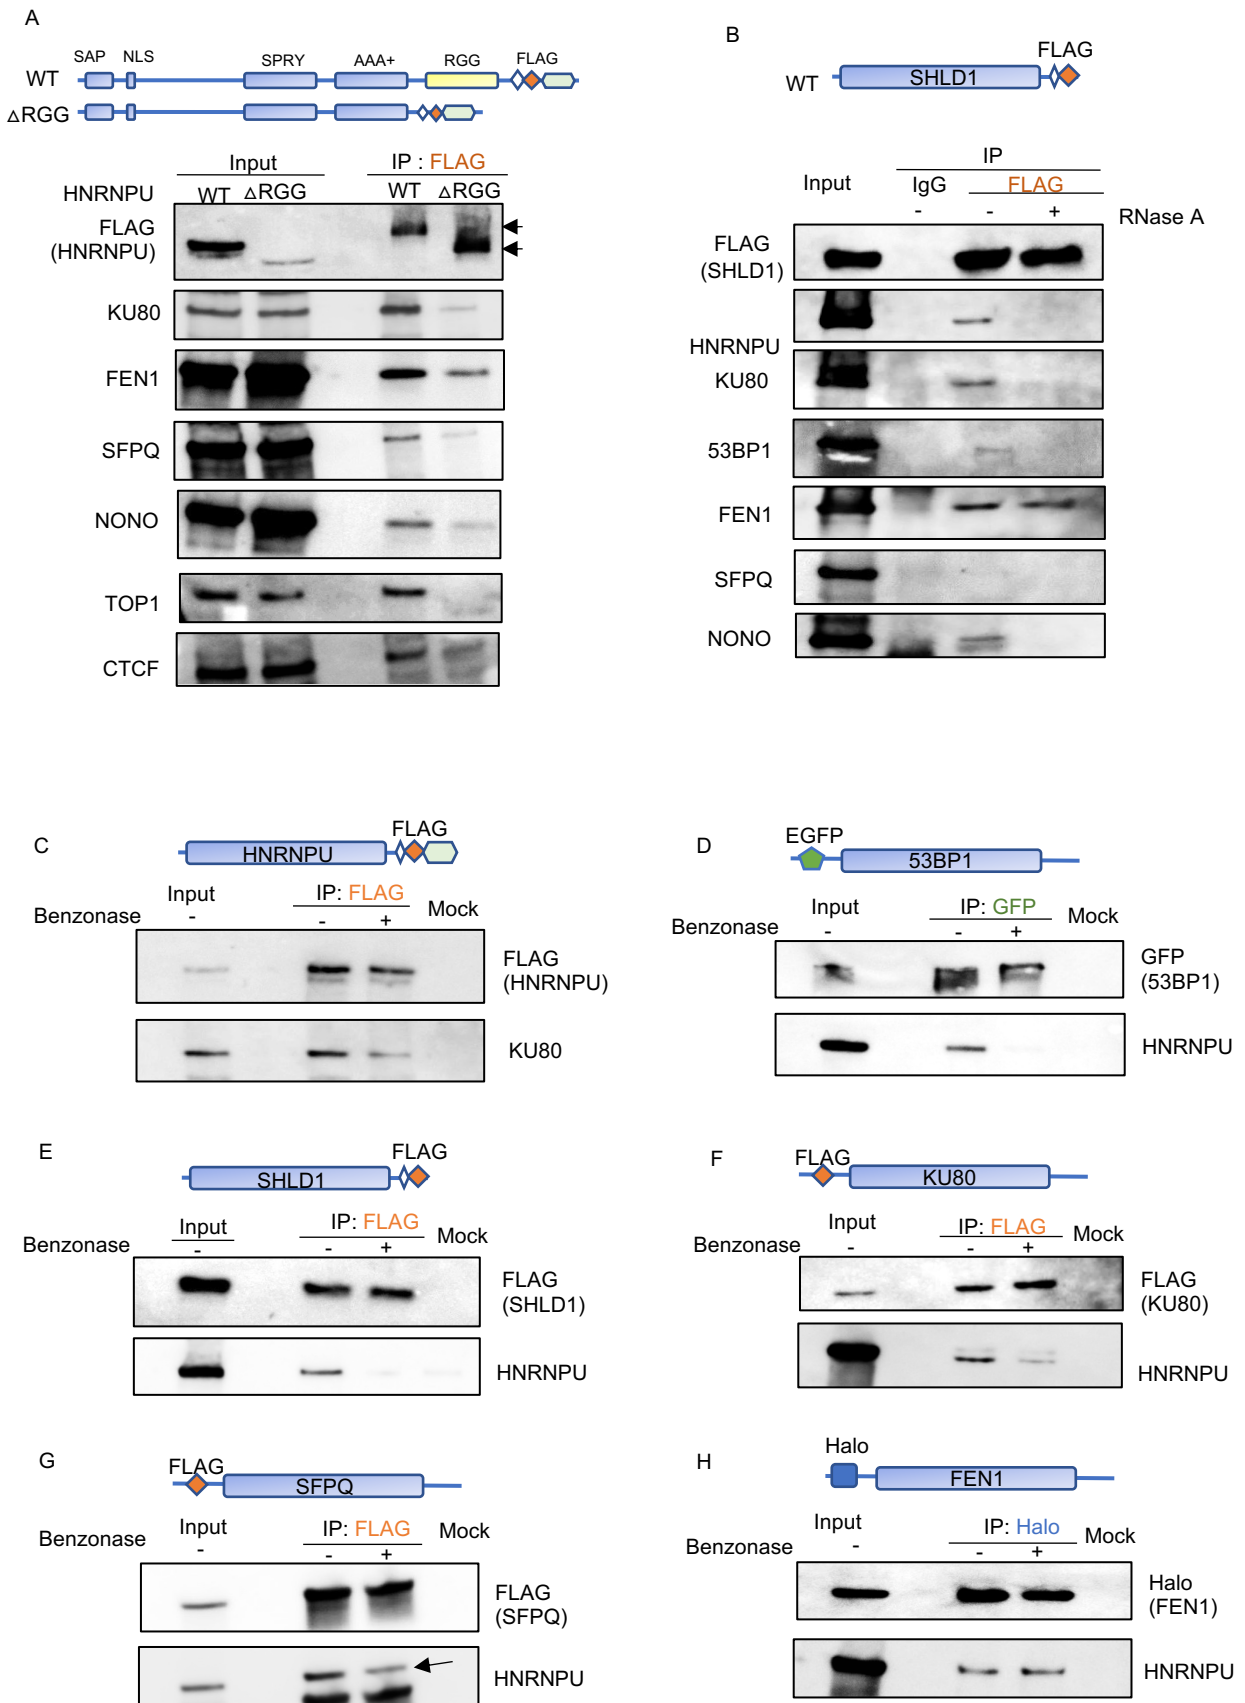 A
SAP NLS SPRY AAA+ RGG FLAG
WT
△RGG
Input IP : FLAG
HNRNPU WT △RGG WT △RGG
FLAG
(HNRNPU)
KU80
FEN1
SFPQ
NONO
TOP1
CTCF
B
FLAG
WT SHLD1
IP
Input IgG FLAG
- - + RNase A
FLAG
(SHLD1)
HNRNPU
KU80
53BP1
FEN1
SFPQ
NONO
C
FLAG
HNRNPU
Input IP: FLAG Mock
Benzonase - - +
FLAG
(HNRNPU)
KU80
D
EGFP
53BP1
Input IP: GFP Mock
Benzonase - - +
GFP
(53BP1)
HNRNPU
E
FLAG
SHLD1
Input IP: FLAG Mock
Benzonase - - +
FLAG
(SHLD1)
HNRNPU
F
FLAG
KU80
Input IP: FLAG Mock
Benzonase - - +
FLAG
(KU80)
HNRNPU
G
FLAG
SFPQ
Input IP: FLAG Mock
Benzonase - - +
FLAG
(SFPQ)
HNRNPU
H
Halo
FEN1
Input IP: Halo Mock
Benzonase - - +
Halo
(FEN1)
HNRNPU